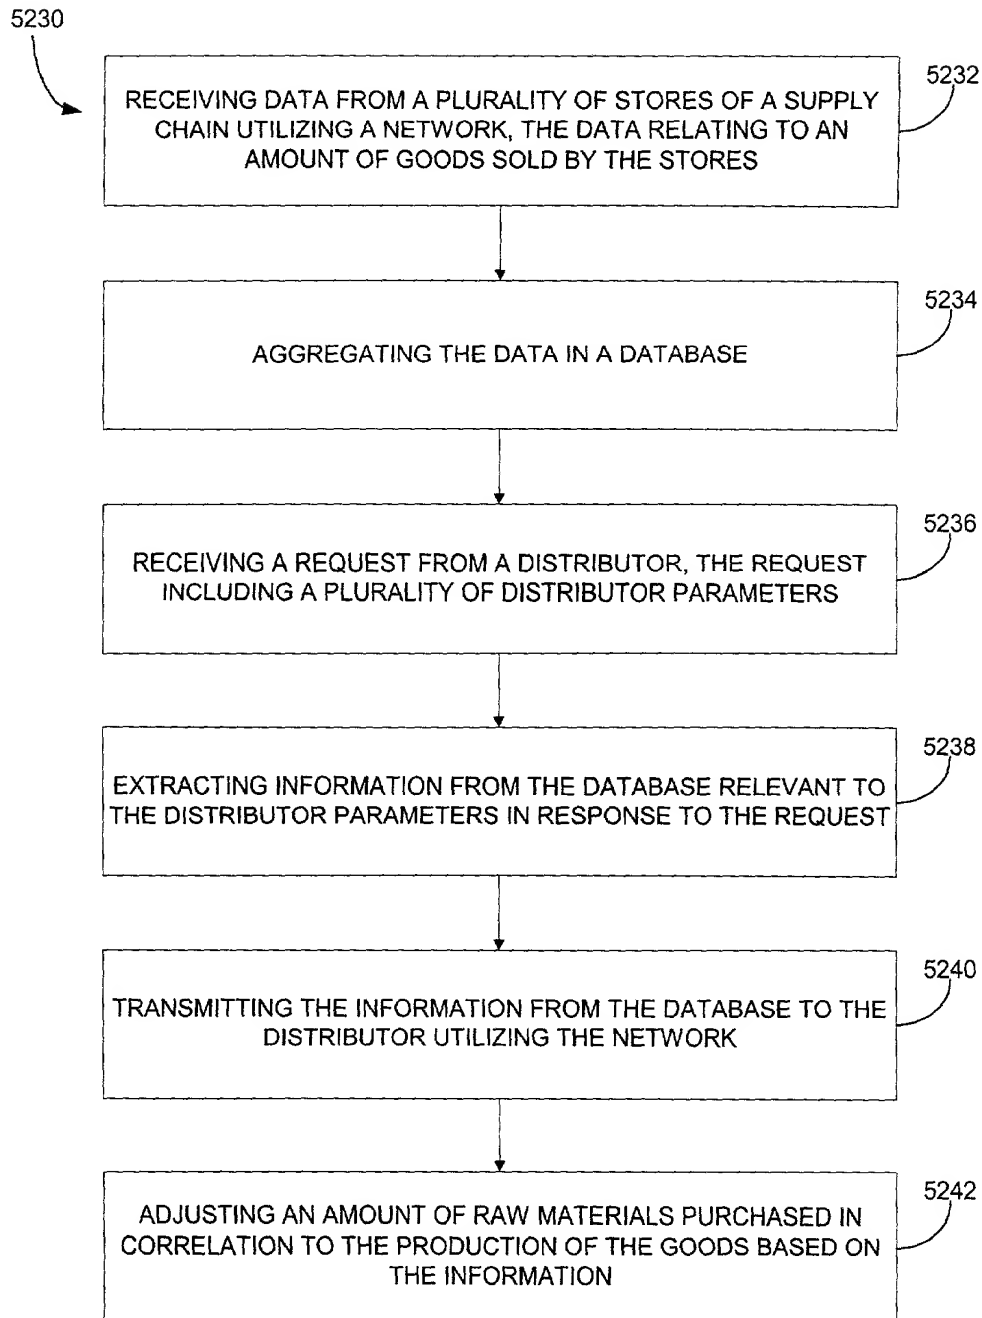 5230
5232
RECEIVING DATA FROM A PLURALITY OF STORES OF A SUPPLY
CHAIN UTILIZING A NETWORK, THE DATA RELATING TO AN
AMOUNT OF GOODS SOLD BY THE STORES
5234
AGGREGATING THE DATA IN A DATABASE
5236
RECEIVING A REQUEST FROM A DISTRIBUTOR, THE REQUEST
INCLUDING A PLURALITY OF DISTRIBUTOR PARAMETERS
5238
EXTRACTING INFORMATION FROM THE DATABASE RELEVANT TO
THE DISTRIBUTOR PARAMETERS IN RESPONSE TO THE REQUEST
5240
TRANSMITTING THE INFORMATION FROM THE DATABASE TO THE
DISTRIBUTOR UTILIZING THE NETWORK
5242
ADJUSTING AN AMOUNT OF RAW MATERIALS PURCHASED IN
CORRELATION TO THE PRODUCTION OF THE GOODS BASED ON
THE INFORMATION